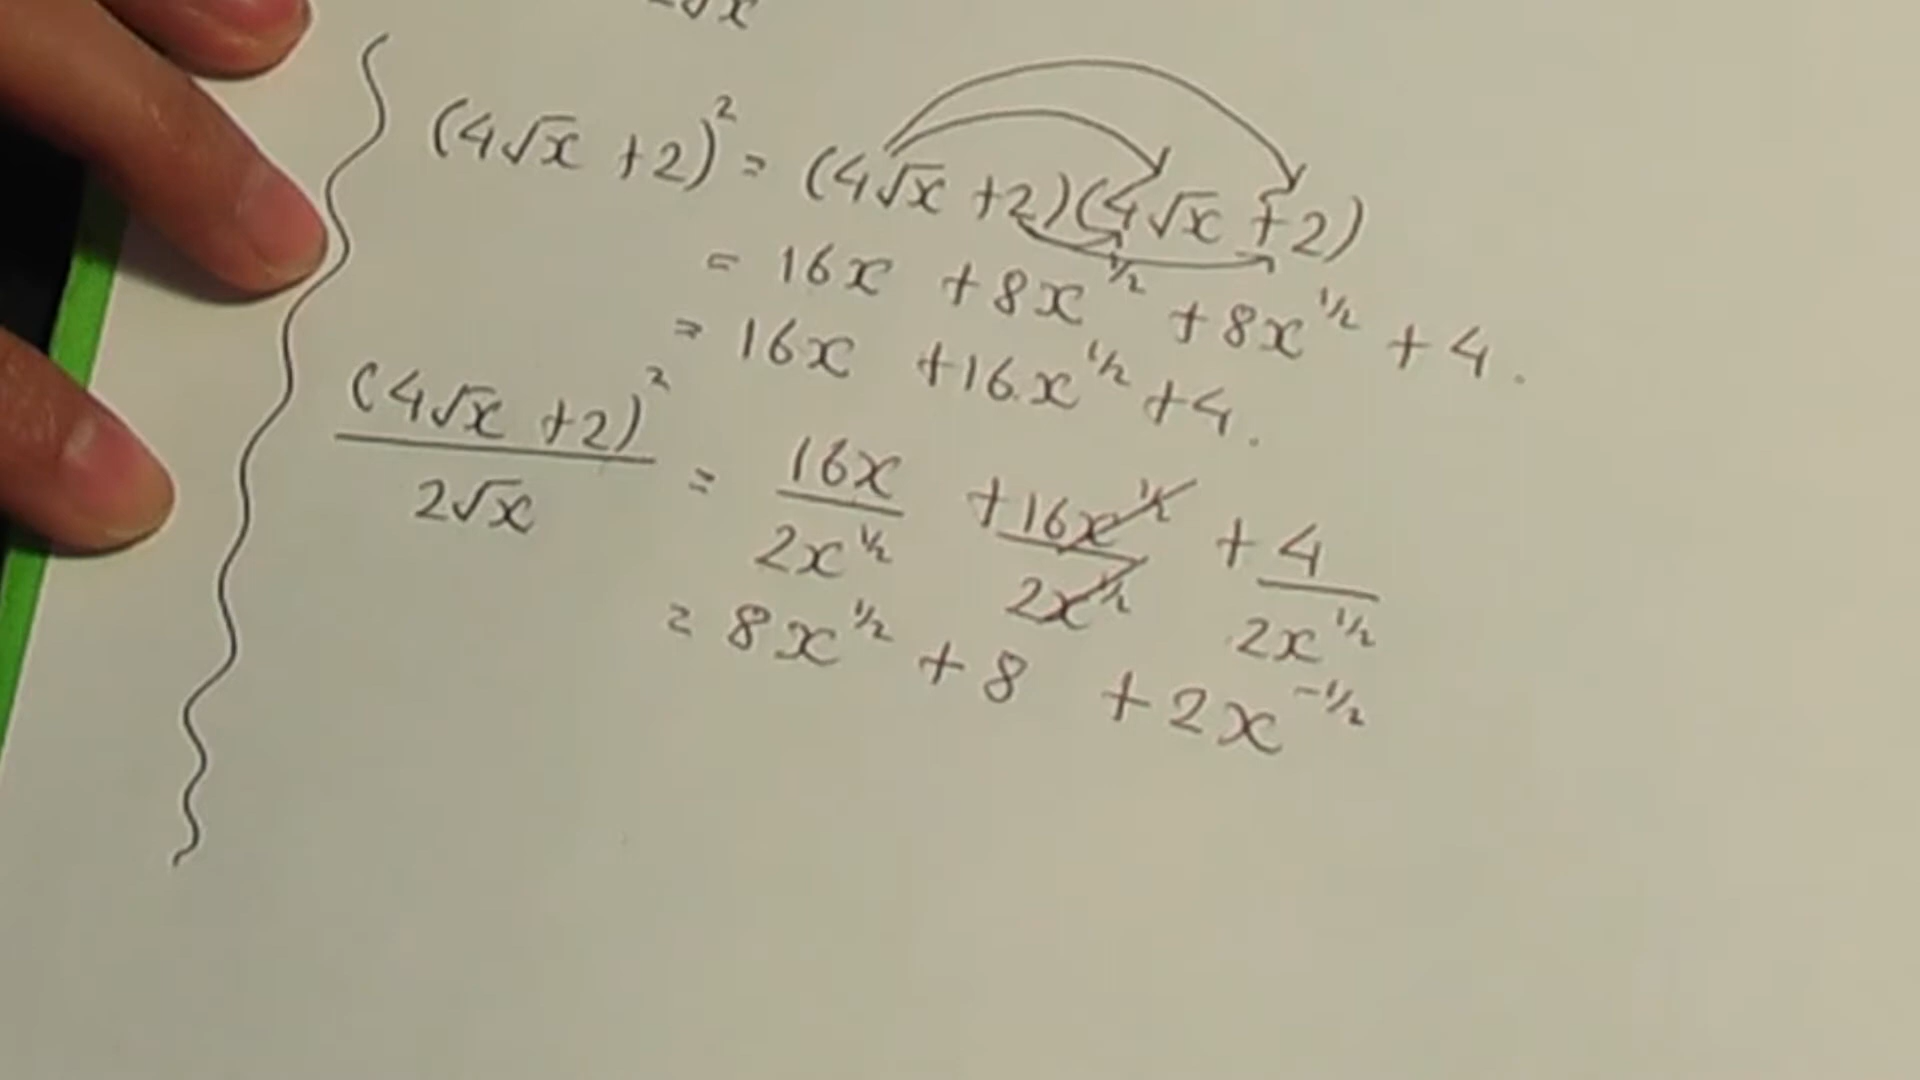 2√x
(4√x +2)² = (4√x +2)(4√x +2)
= 16x +8x^1/2 +8x^1/2 +4.
= 16x +16x^1/2 +4.
(4√x +2)²/2√x = 16x/2x^1/2 +16x^1/2/2x^1/2 +4/2x^1/2
= 8x^1/2 +8 +2x^-1/2